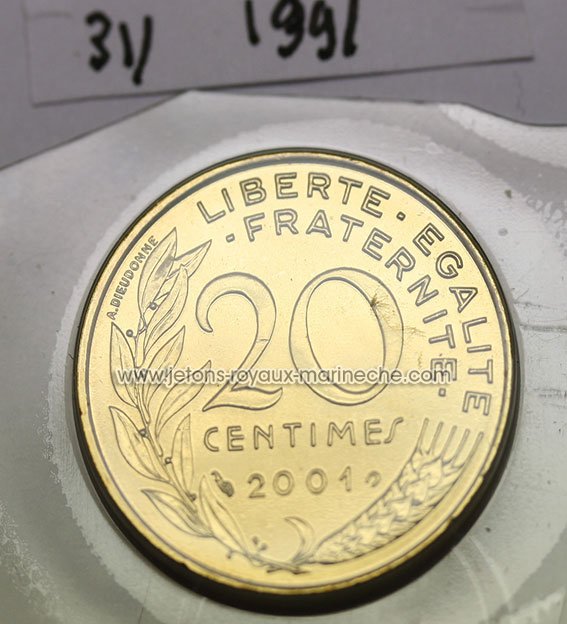 31/ 1991
LIBERTE · EGALITE
· FRATERNITE ·
A.DIEUDONNE
20
www.jetons-royaux-marineche.com
CENTIMES
2001